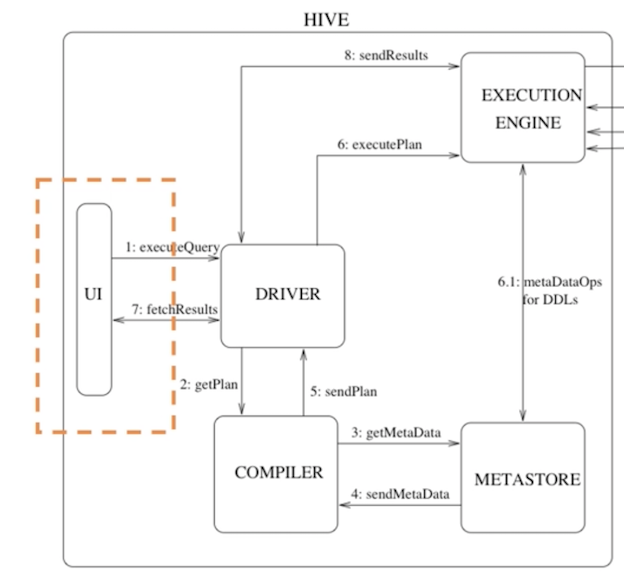 HIVE
8: sendResults
EXECUTION
ENGINE
6: executePlan
1: executeQuery
UI
DRIVER
6.1: metaDataOps
for DDLs
7: fetchResults
2: getPlan
5: sendPlan
3: getMetaData
COMPILER
METASTORE
4: sendMetaData